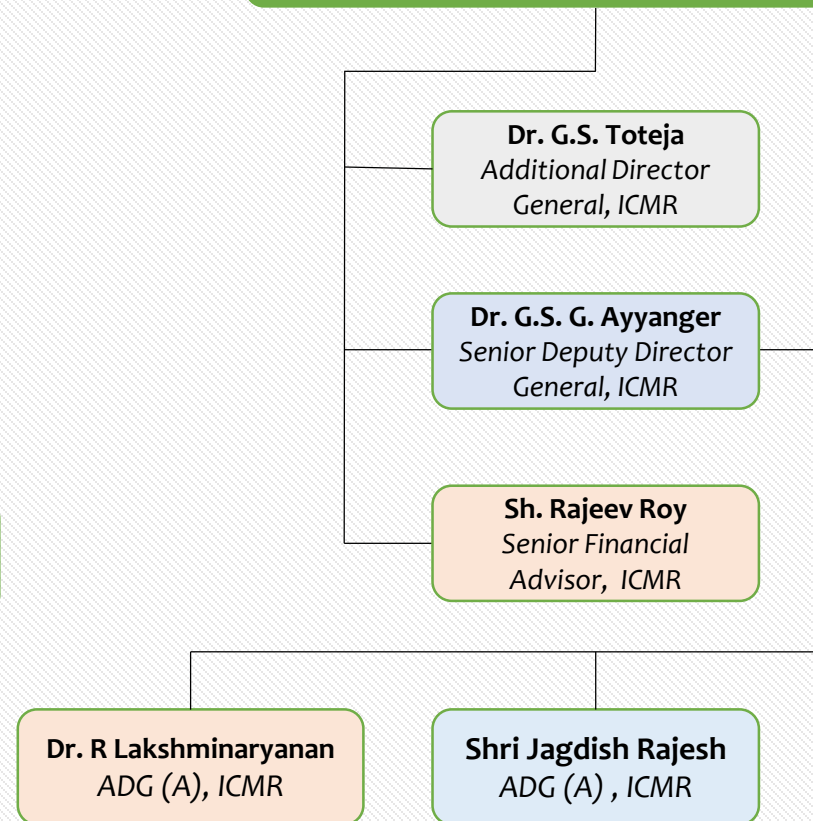 Dr. G.S. Toteja
Additional Director
General, ICMR
Dr. G.S. G. Ayyanger
Senior Deputy Director
General, ICMR
Sh. Rajeev Roy
Senior Financial
Advisor, ICMR
Dr. R Lakshminaryanan
ADG (A), ICMR
Shri Jagdish Rajesh
ADG (A) , ICMR